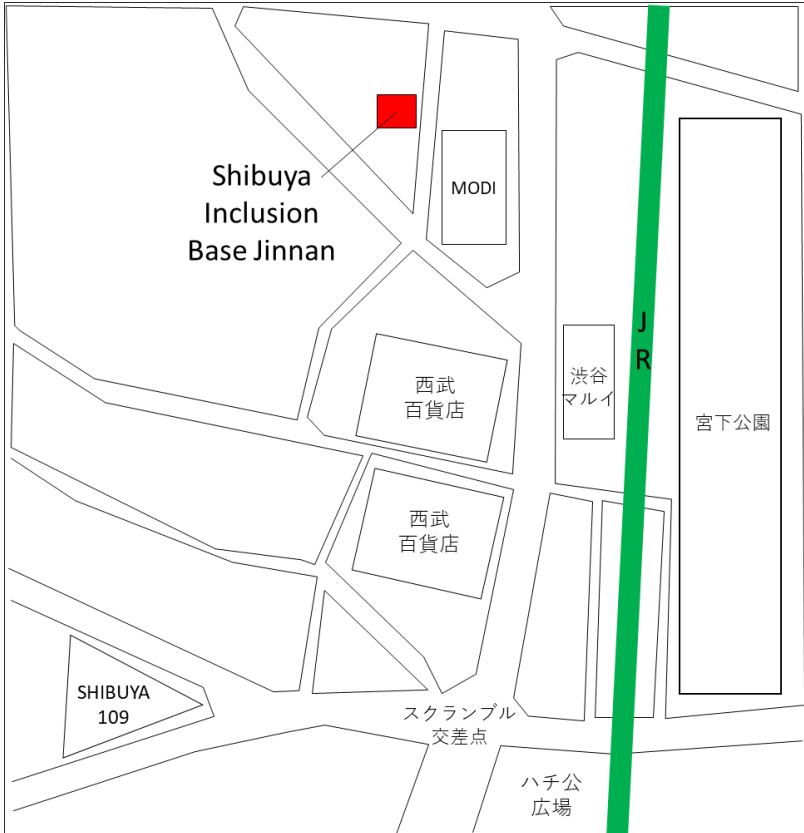 Shibuya
Inclusion
Base Jinnan
MODI
J
R
西武
百貨店
渋谷
マルイ
宮下公園
西武
百貨店
SHIBUYA
109
スクランブル
交差点
ハチ公
広場